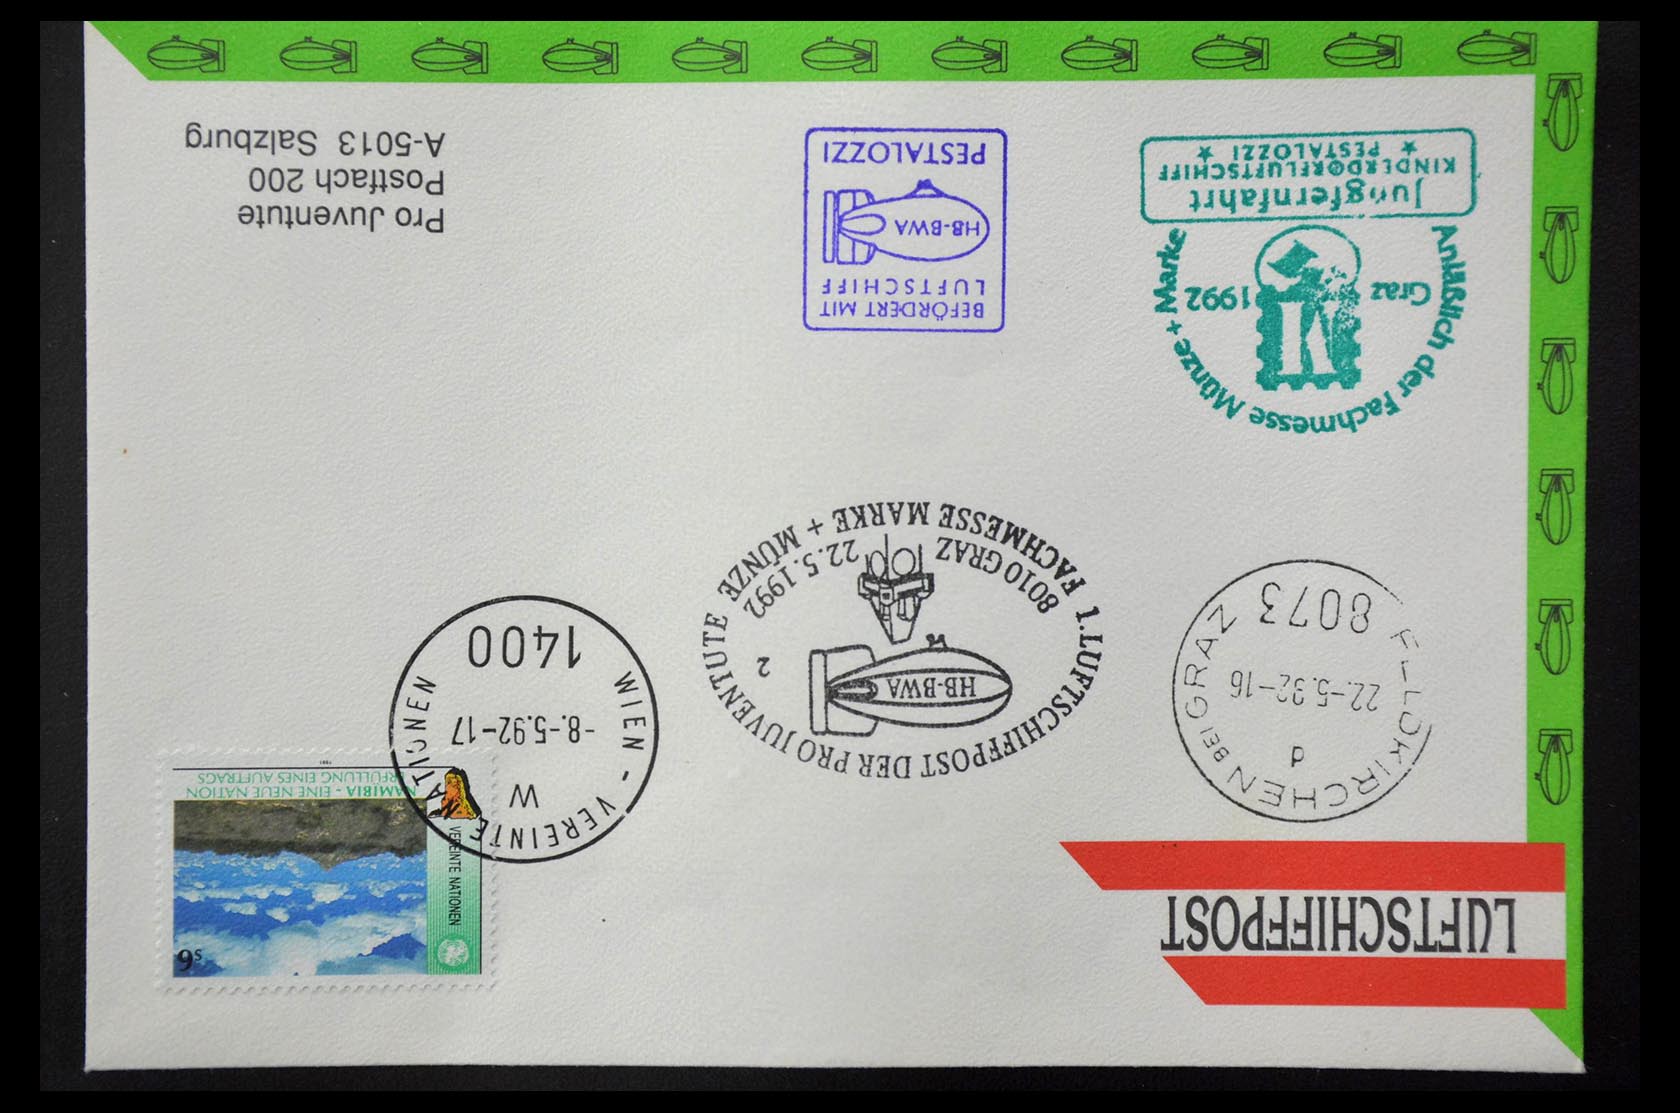 LUFTSCHIFFPOST
VEREINTE NATIONEN
9s
NAMIBIA - EINE NEUE NATION
ERFÜLLUNG EINES AUFTRAGS
1991
WIEN - VEREINTE NATIONEN
W
-8.-5.92-17
1400
FELDKIRCHEN BEI GRAZ
p
22.-5.92-16
8073
1. LUFTSCHIFFPOST DER PRO JUVENTUTE
HB-BWA
2
8010 GRAZ 22.5.1992
FACHMESSE MARKE + MÜNZE
Anläßlich der Fachmesse Münze + Marke
Graz 1992
Jungfernfahrt
KINDERDORFLUFTSCHIFF
★ PESTALOZZI ★
BEFÖRDERT MIT
LUFTSCHIFF
HB-BWA
PESTALOZZI
Pro Juventute
Postfach 200
A-5013 Salzburg